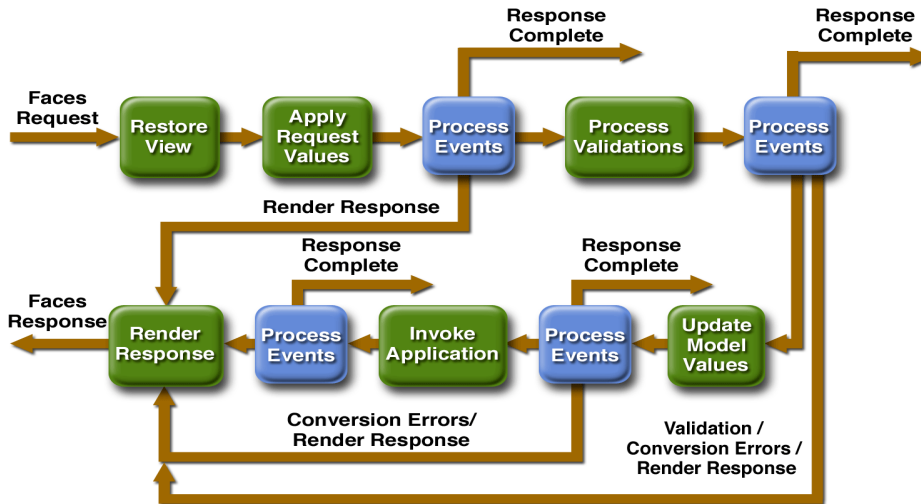 Response
Complete
Response
Complete
Faces
Request
Restore
View
Apply
Request
Values
Process
Events
Process
Validations
Process
Events
Render Response
Response
Complete
Response
Complete
Faces
Response
Render
Response
Process
Events
Invoke
Application
Process
Events
Update
Model
Values
Conversion Errors/
Render Response
Validation /
Conversion Errors /
Render Response